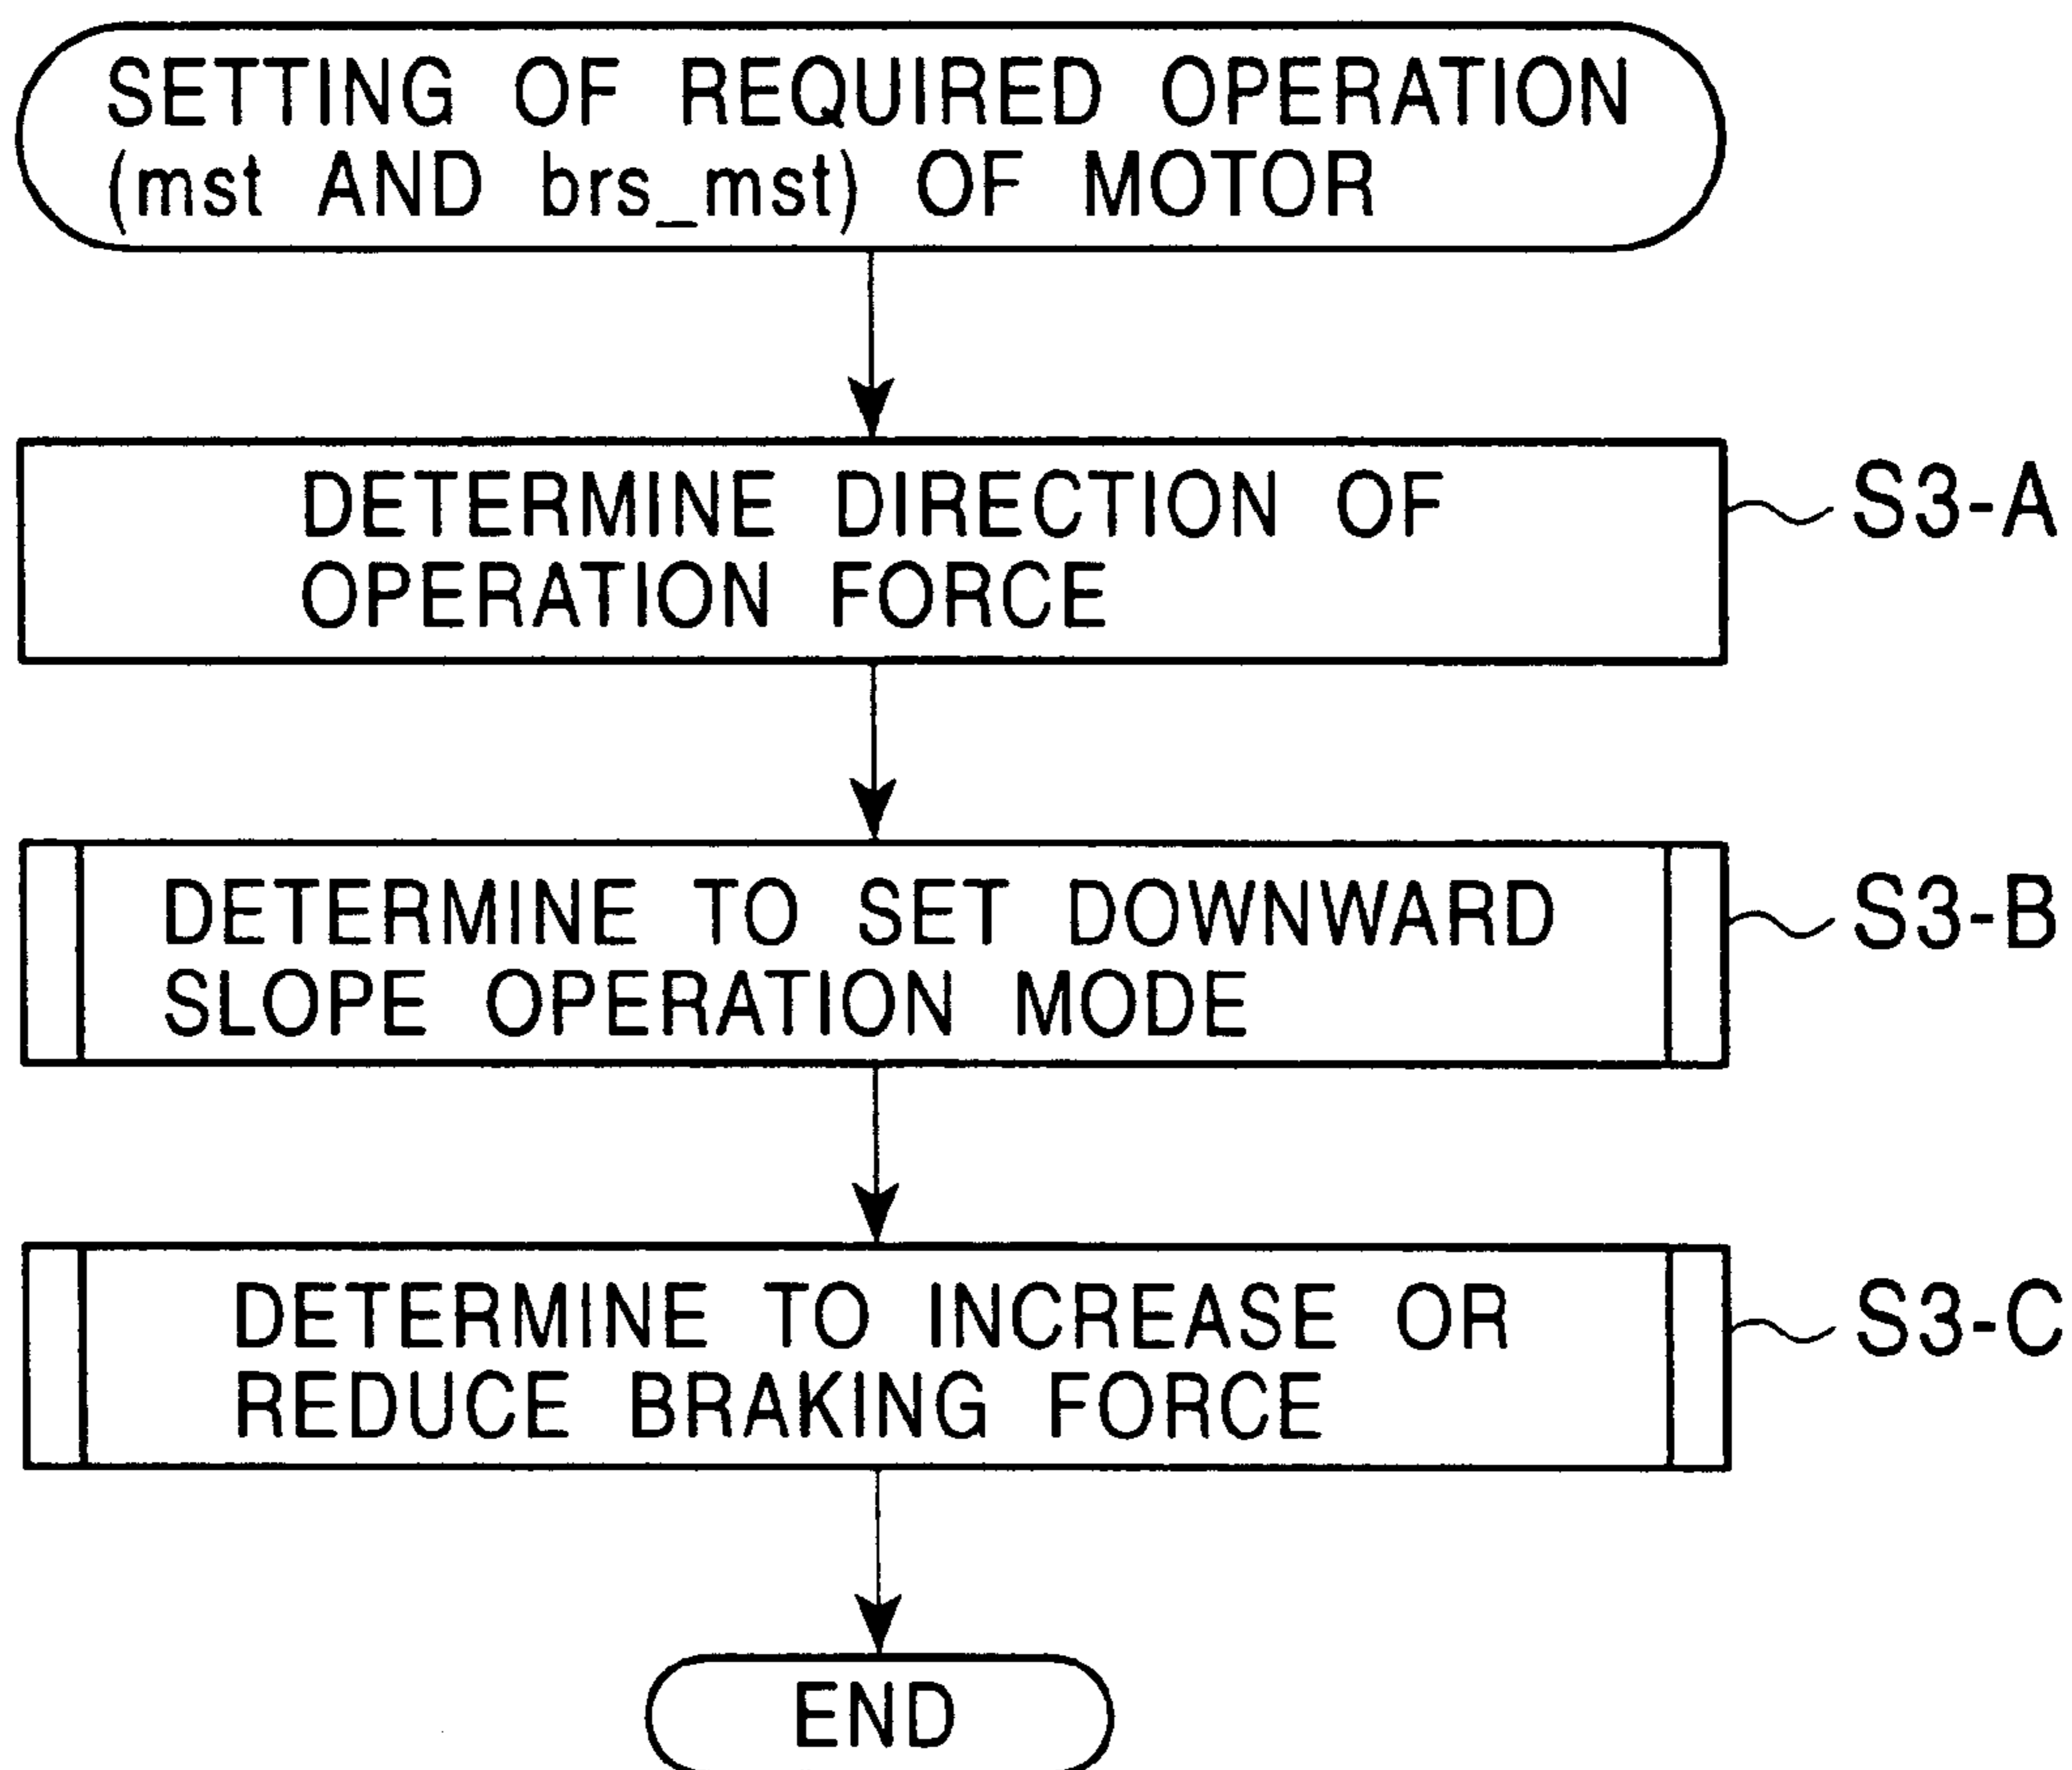 SETTING OF REQUIRED OPERATION
(mst AND brs_mst) OF MOTOR
DETERMINE DIRECTION OF
OPERATION FORCE
S3-A
DETERMINE TO SET DOWNWARD
SLOPE OPERATION MODE
S3-B
DETERMINE TO INCREASE OR
REDUCE BRAKING FORCE
S3-C
END